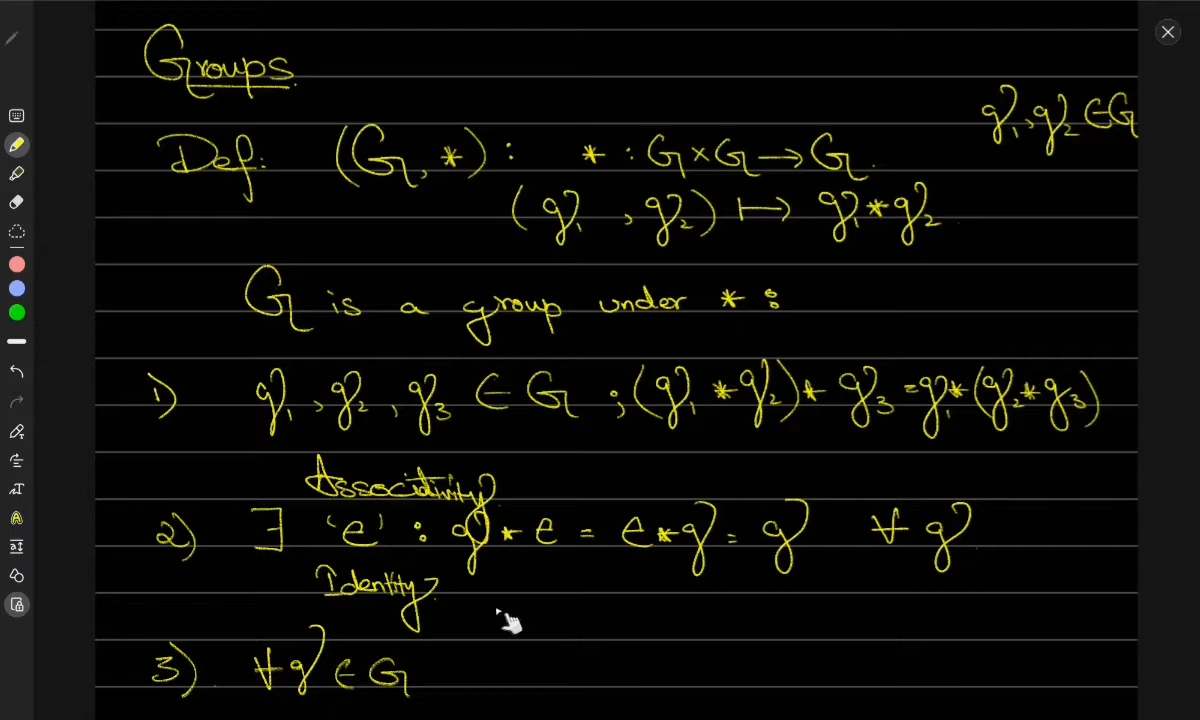 Groups.
g₁, g₂ ∈ G
Def: (G, *) : * : G × G → G.
(g₁ , g₂) ↦ g₁ * g₂
G is a group under * :
1) g₁ , g₂ , g₃ ∈ G ; (g₁ * g₂) * g₃ = g₁ * (g₂ * g₃)
Associativity
2) ∃ 'e' : g * e = e * g = g ∀ g
Identity
3) ∀ g ∈ G